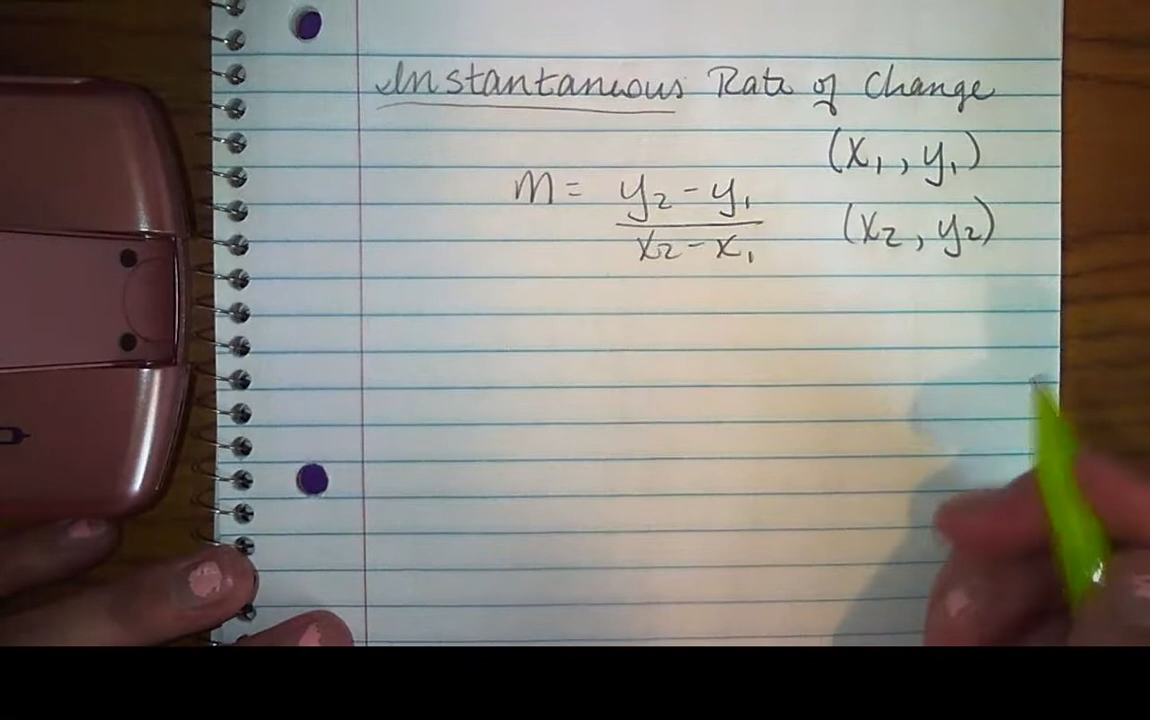 Instantaneous Rate of Change
(x₁, y₁)
m = y₂ - y₁
x₂ - x₁
(x₂, y₂)